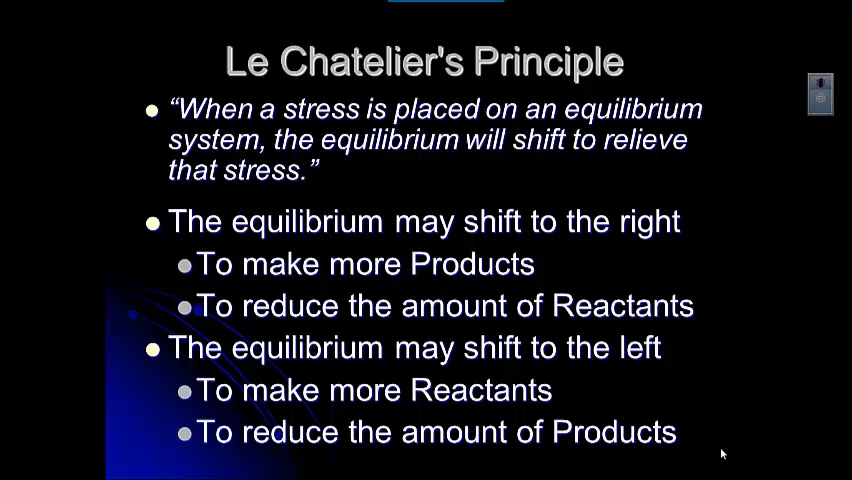 Le Chatelier's Principle
“When a stress is placed on an equilibrium
system, the equilibrium will shift to relieve
that stress.”
The equilibrium may shift to the right
To make more Products
To reduce the amount of Reactants
The equilibrium may shift to the left
To make more Reactants
To reduce the amount of Products